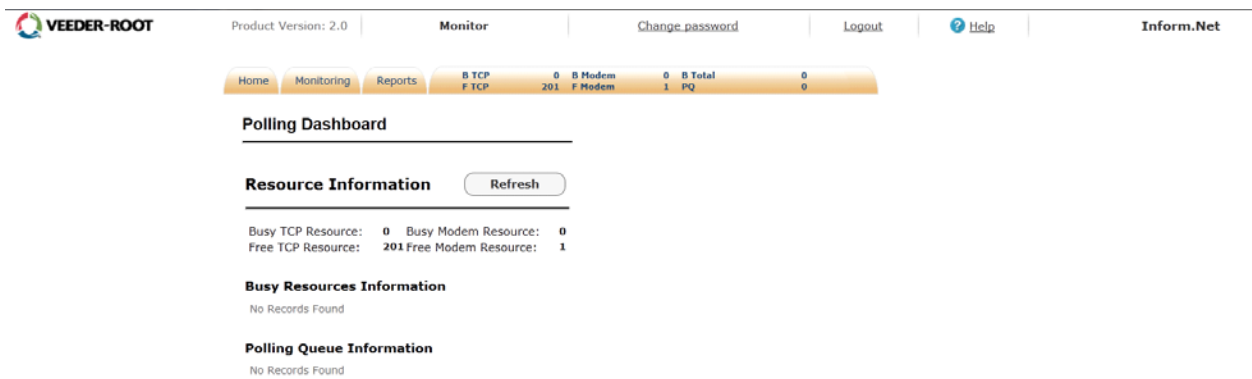 VEEDER-ROOT Product Version: 2.0 Monitor Change password Logout ? Help Inform.Net
Home Monitoring Reports
B TCP 0 B Modem 0 B Total 0
F TCP 201 F Modem 1 PQ 0
Polling Dashboard
Resource Information Refresh
Busy TCP Resource: 0 Busy Modem Resource: 0
Free TCP Resource: 201 Free Modem Resource: 1
Busy Resources Information
No Records Found
Polling Queue Information
No Records Found